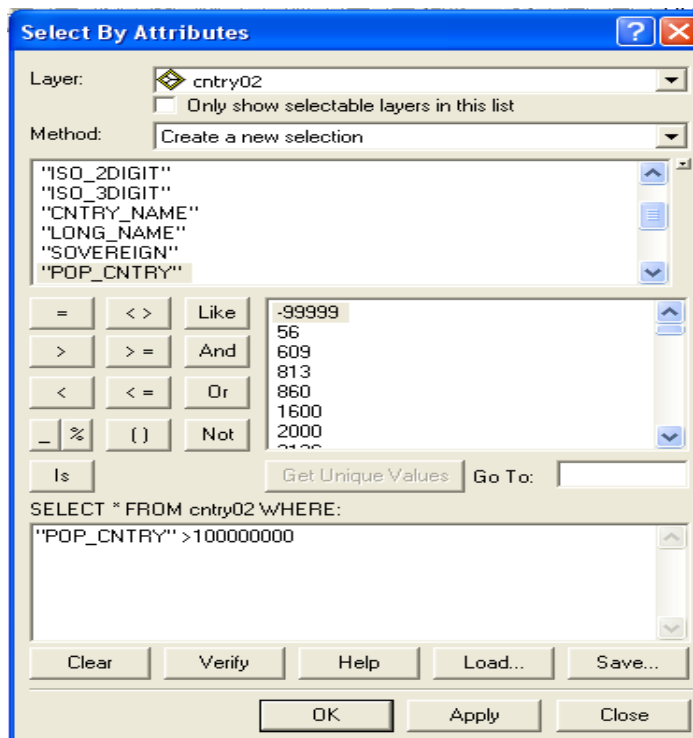 Select By Attributes
Layer: cntry02
Only show selectable layers in this list
Method: Create a new selection
"ISO_2DIGIT"
"ISO_3DIGIT"
"CNTRY_NAME"
"LONG_NAME"
"SOVEREIGN"
"POP_CNTRY"
= < > Like
> > = And
< < = Or
_ % ( ) Not
Is
-99999
56
609
813
860
1600
2000
Get Unique Values Go To:
SELECT * FROM cntry02 WHERE:
"POP_CNTRY" >100000000
Clear Verify Help Load... Save...
OK Apply Close